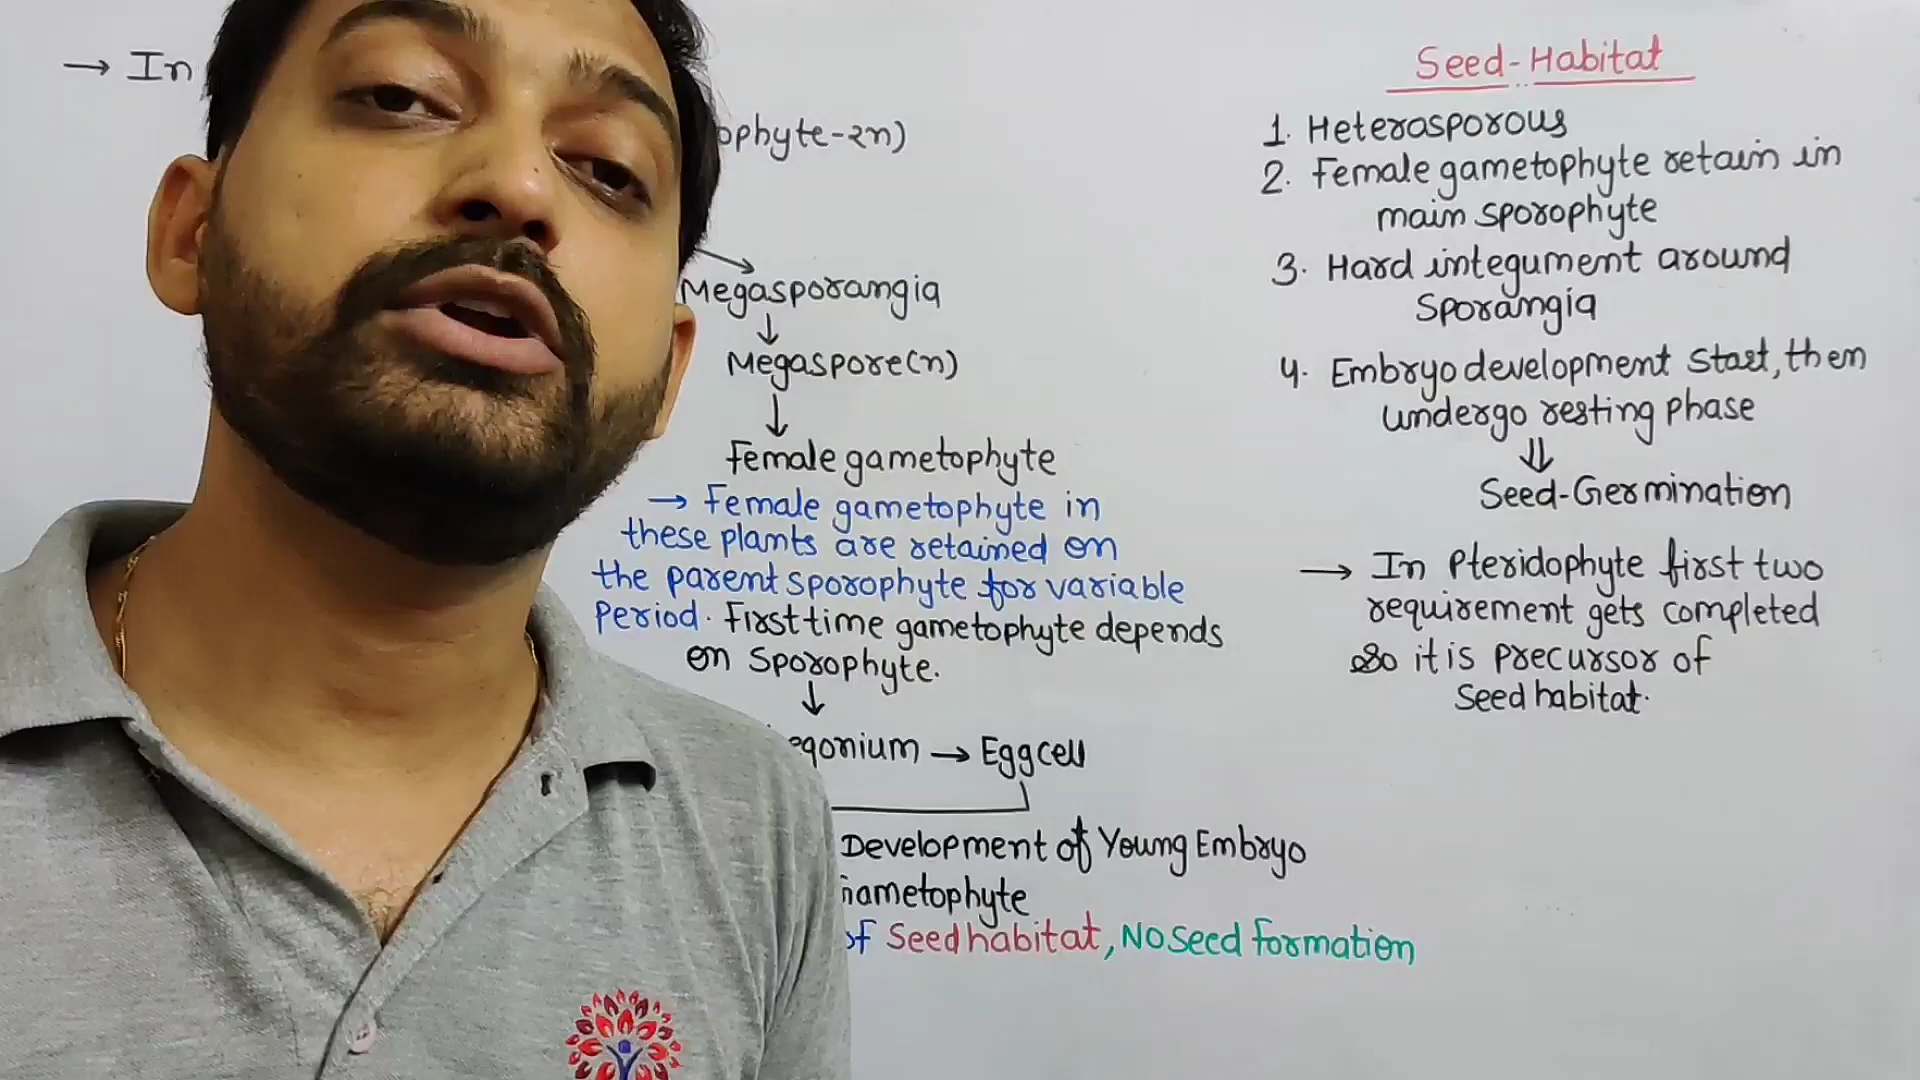 → In
ophyte-2n)
Megasporangia
↓
Megaspore(n)
↓
Female gametophyte
→ Female gametophyte in
these plants are retained on
the parent sporophyte for variable
Period. First time gametophyte depends
on Sporophyte.
↓
egonium → Egg cell
Development of Young Embryo
ametophyte
of Seed habitat, No seed formation
Seed-Habitat
1. Heterosporous
2. Female gametophyte retain in
main sporophyte
3. Hard integument around
Sporangia
4. Embryo development start, then
undergo resting phase
⇓
Seed-Germination
→ In Pteridophyte first two
requirement gets completed
So it is precursor of
Seed habitat.